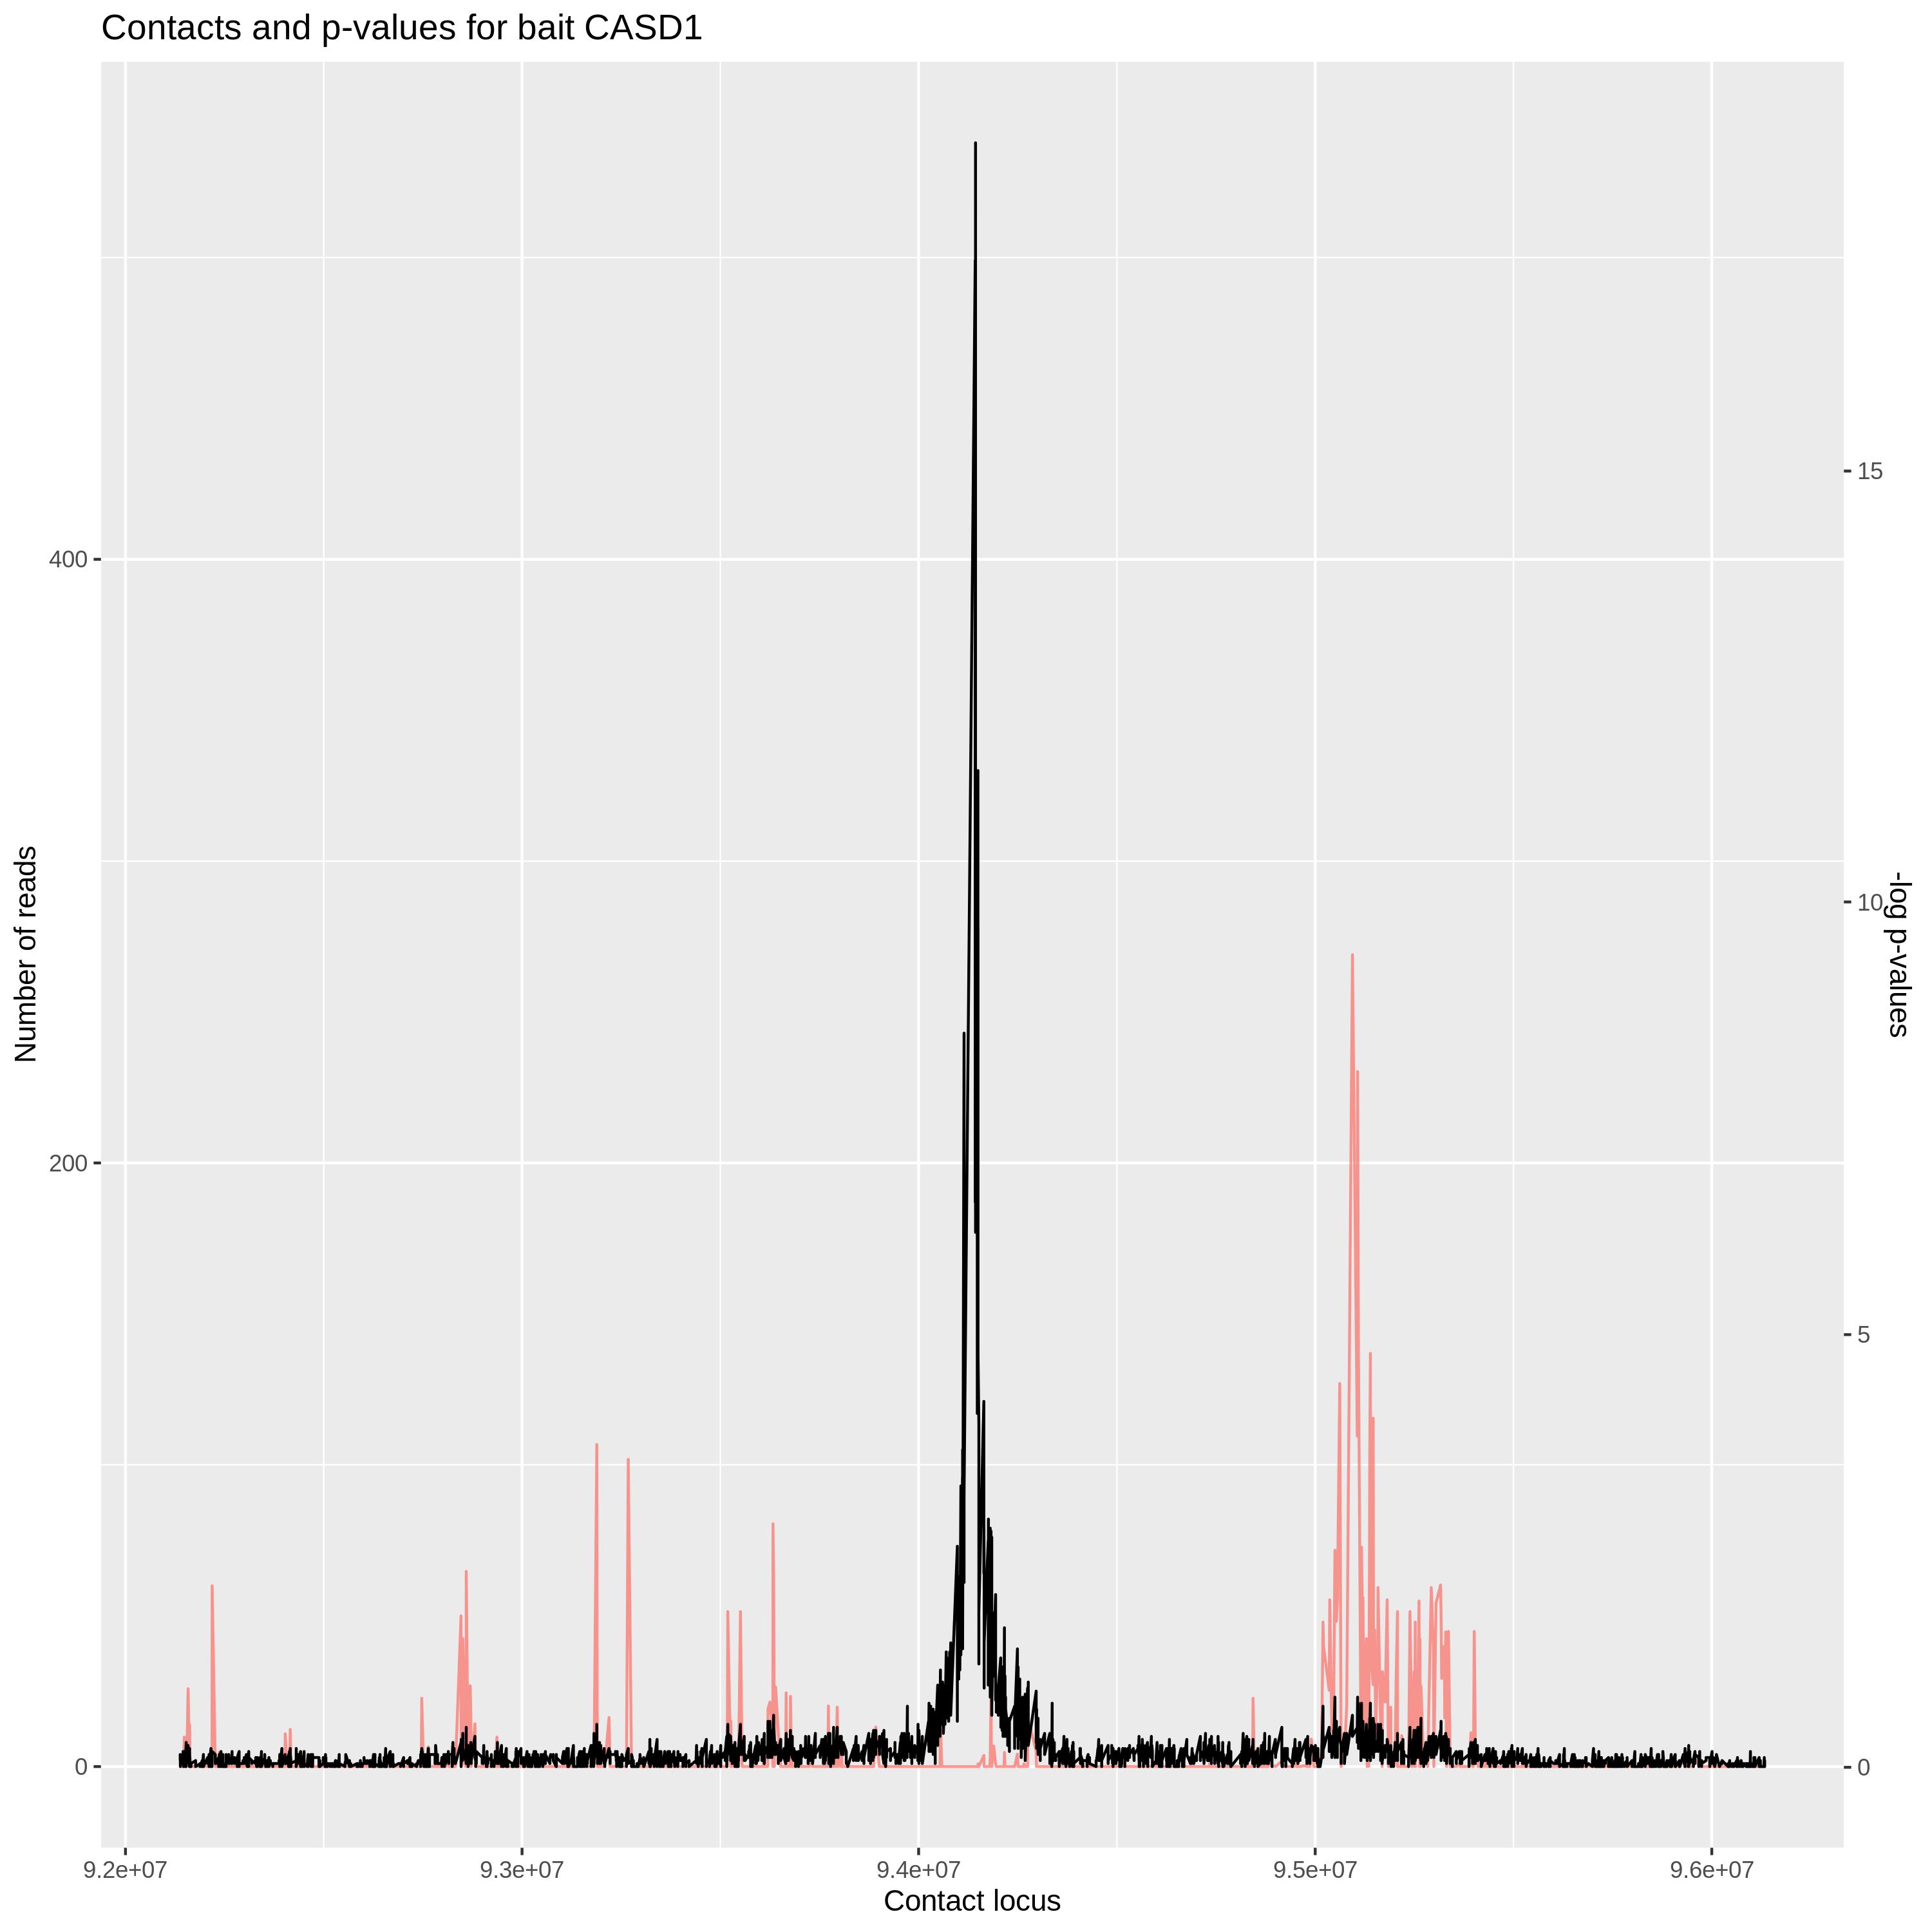 Contacts and p-values for bait CASD1
Number of reads
400
200
0
15
10
5
0
-log p-values
9.2e+07
9.3e+07
9.4e+07
9.5e+07
9.6e+07
Contact locus